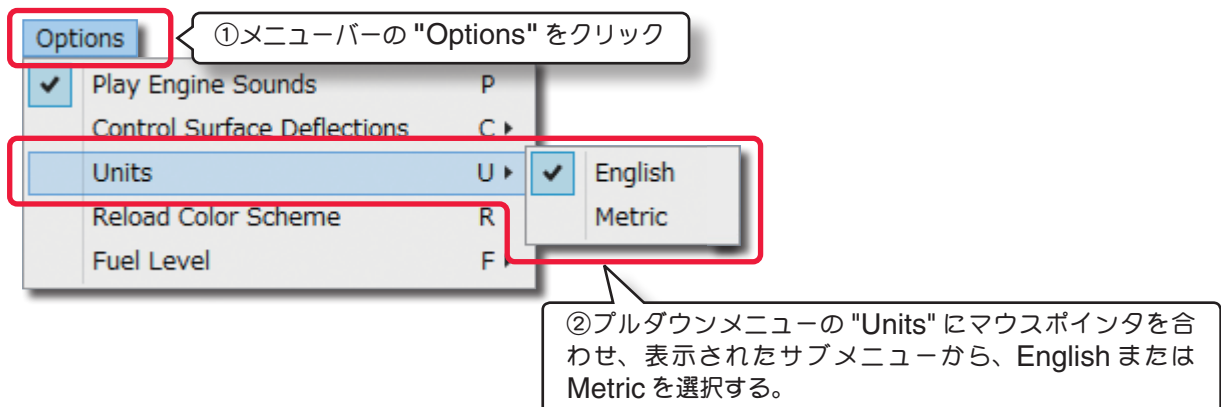 Options
①メニューバーの "Options" をクリック
✔ Play Engine Sounds P
Control Surface Deflections C ▸
Units U ▸
✔ English
Metric
Reload Color Scheme R
Fuel Level F ▸
②プルダウンメニューの "Units" にマウスポインタを合
わせ、表示されたサブメニューから、English または
Metric を選択する。